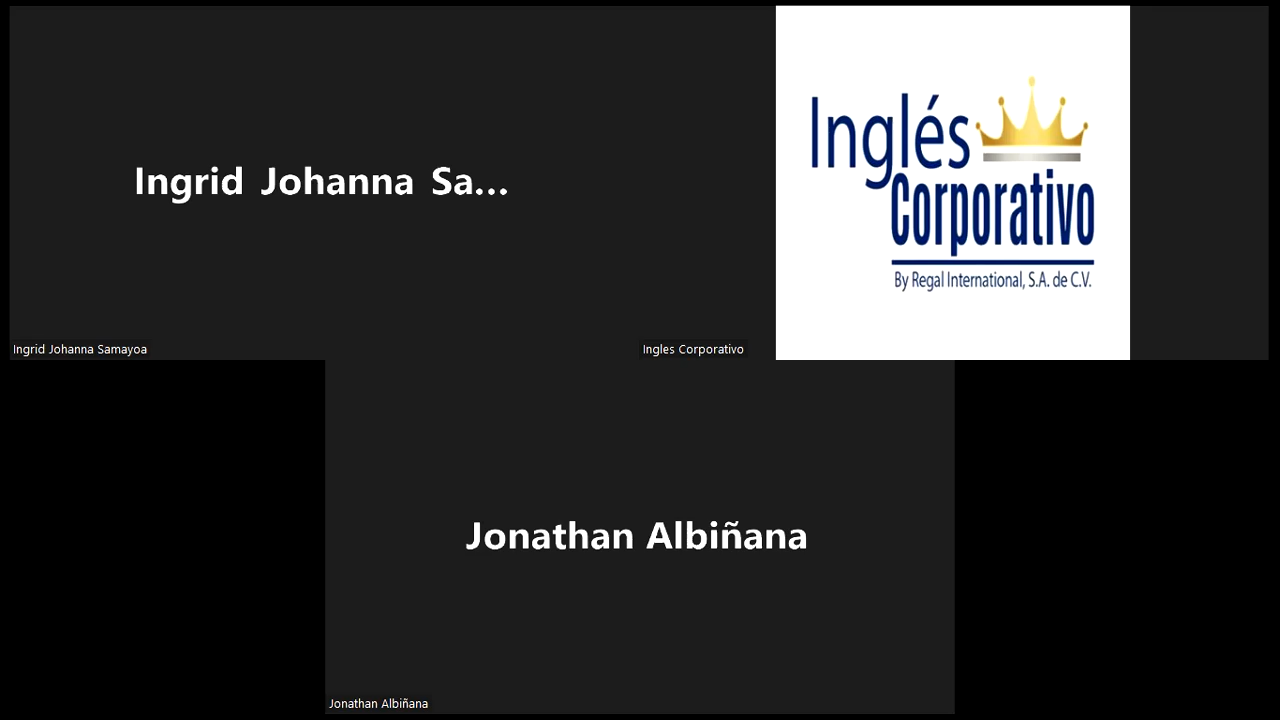 Ingrid Johanna Sa...
Ingrid Johanna Samayoa
Inglés
Corporativo
By Regal International, S.A. de C.V.
Ingles Corporativo
Jonathan Albiñana
Jonathan Albiñana